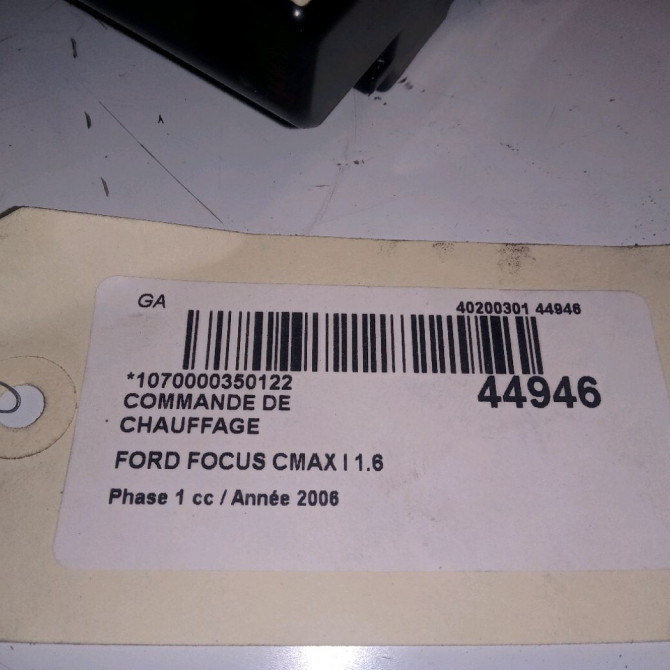 GA
40200301 44946
*1070000350122
44946
COMMANDE DE
CHAUFFAGE
FORD FOCUS CMAX I 1.6
Phase 1 cc / Année 2006